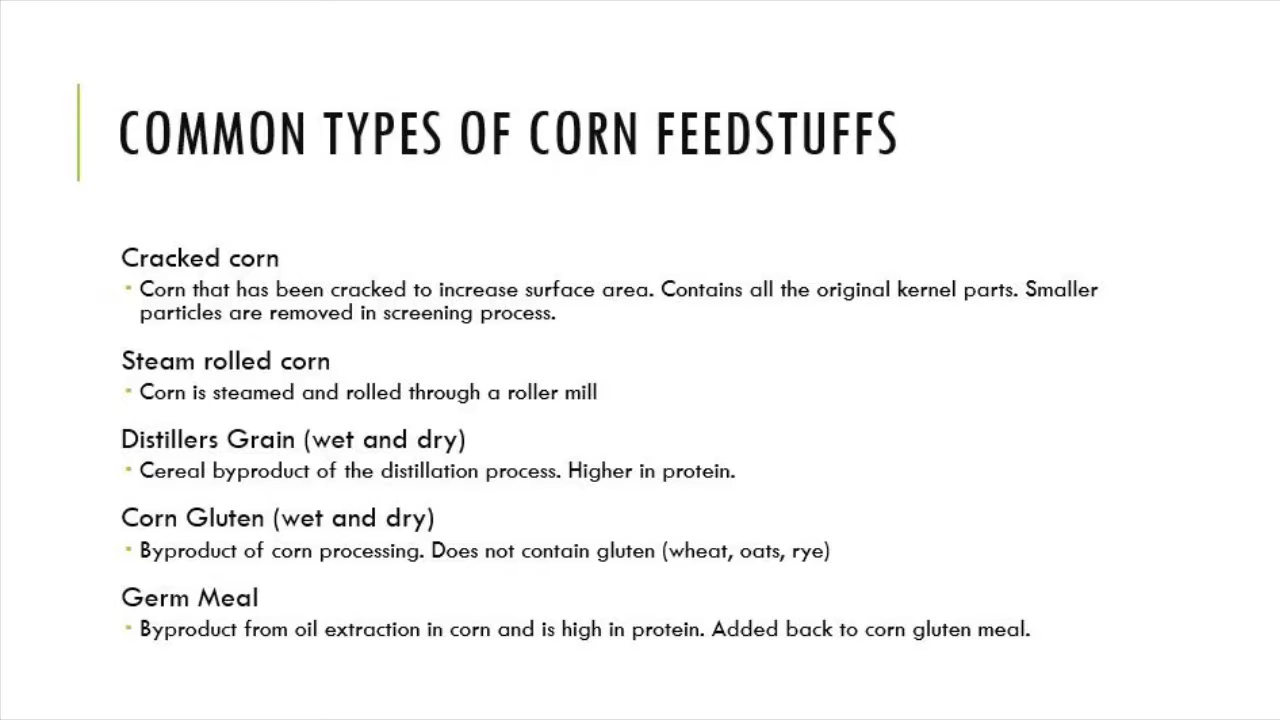 COMMON TYPES OF CORN FEEDSTUFFS
Cracked corn
▪ Corn that has been cracked to increase surface area. Contains all the original kernel parts. Smaller
particles are removed in screening process.
Steam rolled corn
▪ Corn is steamed and rolled through a roller mill
Distillers Grain (wet and dry)
▪ Cereal byproduct of the distillation process. Higher in protein.
Corn Gluten (wet and dry)
▪ Byproduct of corn processing. Does not contain gluten (wheat, oats, rye)
Germ Meal
▪ Byproduct from oil extraction in corn and is high in protein. Added back to corn gluten meal.